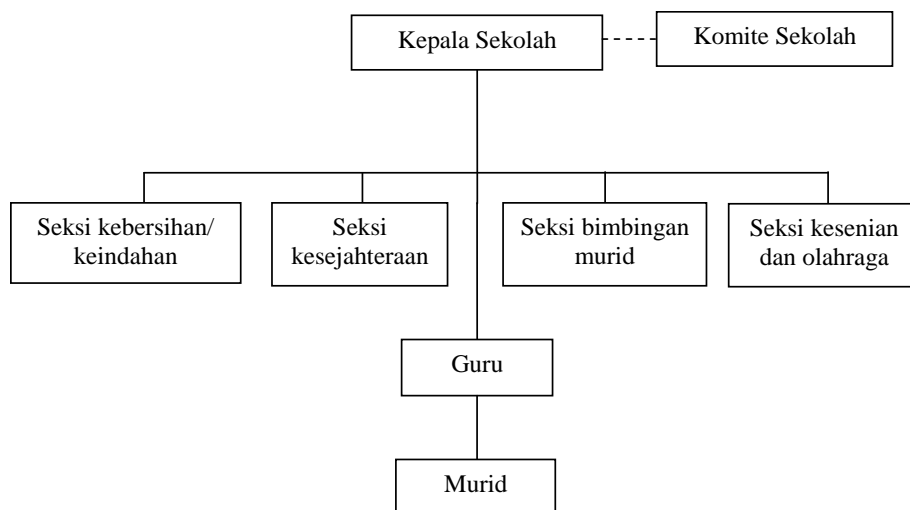 Kepala Sekolah
Komite Sekolah
Seksi kebersihan/
keindahan
Seksi
kesejahteraan
Seksi bimbingan
murid
Seksi kesenian
dan olahraga
Guru
Murid